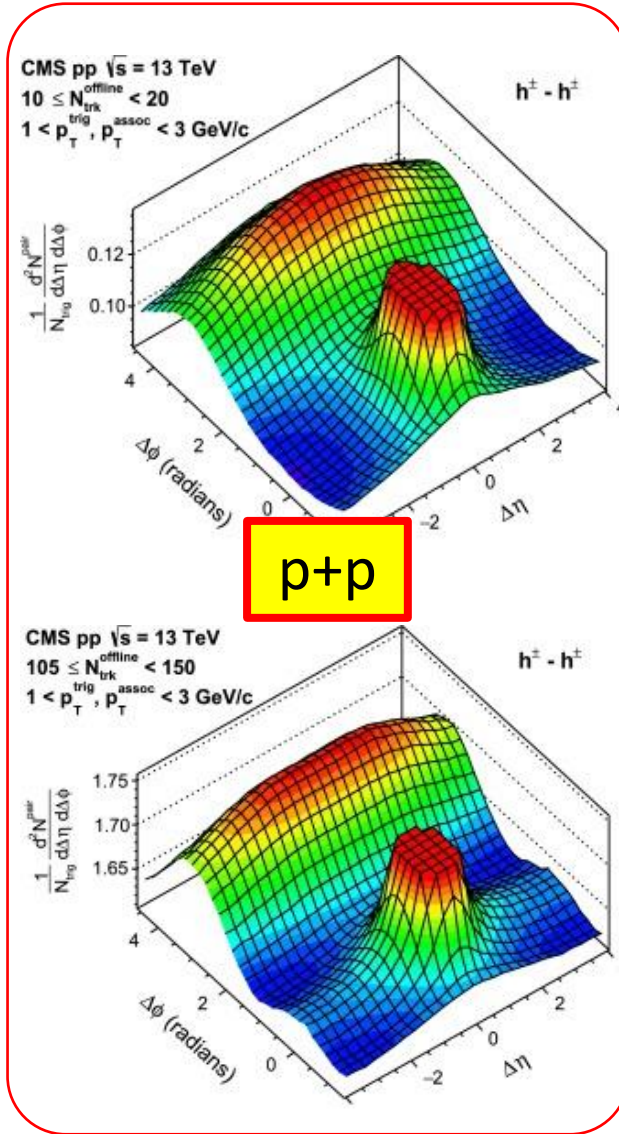 CMS pp √s = 13 TeV
10 ≤ N_trk^offline < 20
1 < p_T^trig, p_T^assoc < 3 GeV/c
h± - h±
1/N_trig d²N^pair/dΔη dΔϕ
0.12
0.10
4
2
0
Δϕ (radians)
−2
0
2
4
Δη
p+p
CMS pp √s = 13 TeV
105 ≤ N_trk^offline < 150
1 < p_T^trig, p_T^assoc < 3 GeV/c
h± - h±
1/N_trig d²N^pair/dΔη dΔϕ
1.75
1.70
1.65
4
2
0
Δϕ (radians)
−2
0
2
Δη